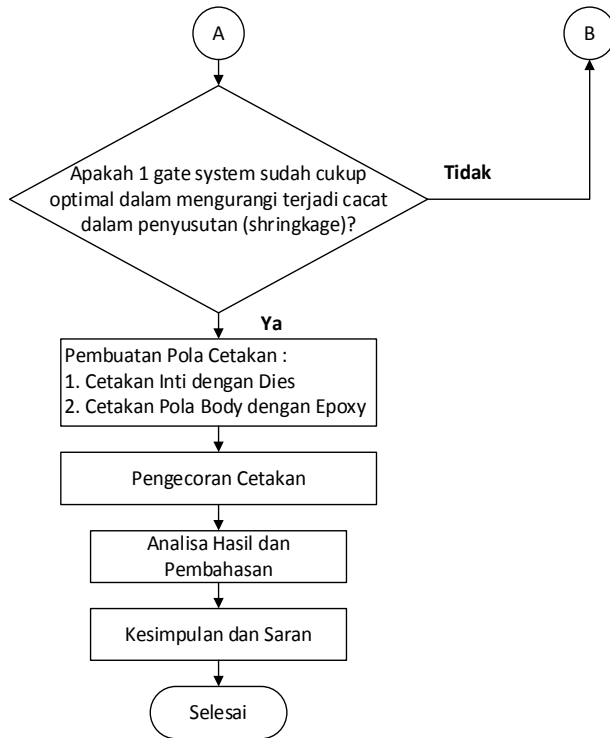 A
B
Apakah 1 gate system sudah cukup
optimal dalam mengurangi terjadi cacat
dalam penyusutan (shringkage)?
Tidak
Ya
Pembuatan Pola Cetakan :
1. Cetakan Inti dengan Dies
2. Cetakan Pola Body dengan Epoxy
Pengecoran Cetakan
Analisa Hasil dan
Pembahasan
Kesimpulan dan Saran
Selesai